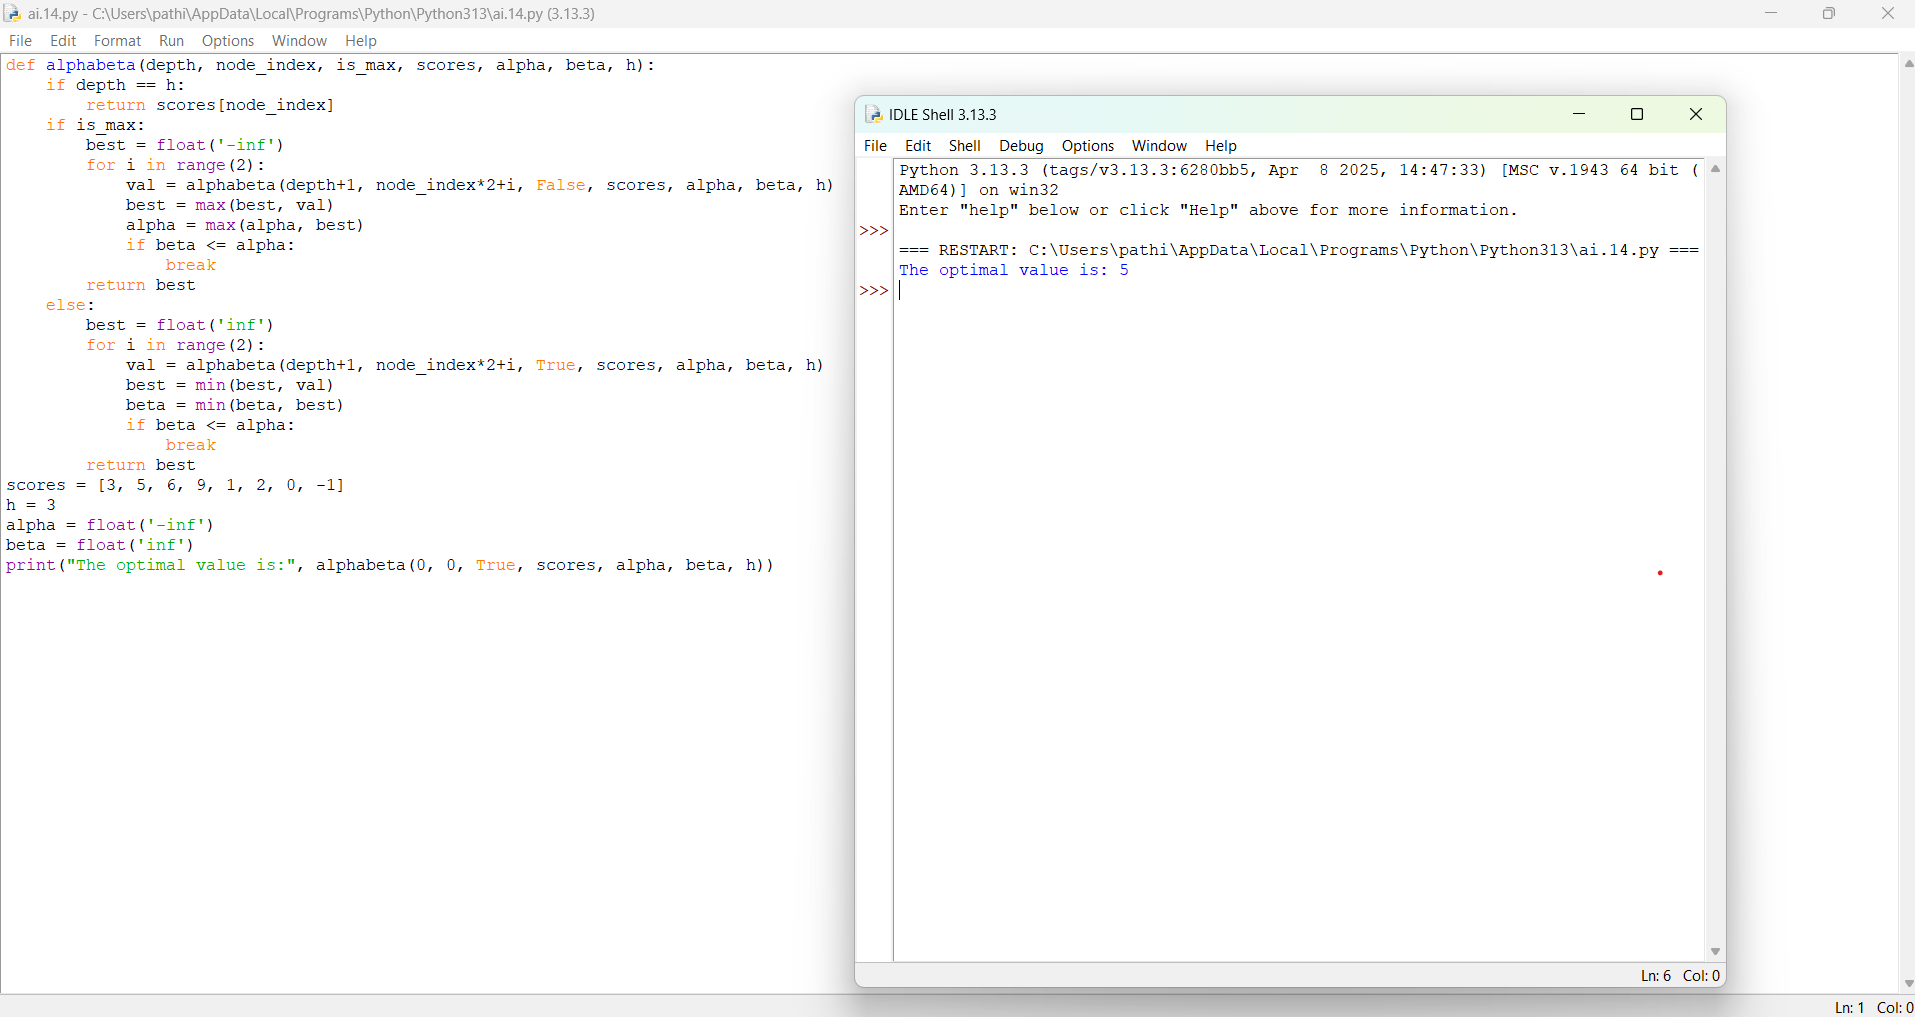 ai.14.py - C:\Users\pathi\AppData\Local\Programs\Python\Python313\ai.14.py (3.13.3)
File Edit Format Run Options Window Help
def alphabeta(depth, node_index, is_max, scores, alpha, beta, h):
    if depth == h:
        return scores[node_index]
    if is_max:
        best = float('-inf')
        for i in range(2):
            val = alphabeta(depth+1, node_index*2+i, False, scores, alpha, beta, h)
            best = max(best, val)
            alpha = max(alpha, best)
            if beta <= alpha:
                break
        return best
    else:
        best = float('inf')
        for i in range(2):
            val = alphabeta(depth+1, node_index*2+i, True, scores, alpha, beta, h)
            best = min(best, val)
            beta = min(beta, best)
            if beta <= alpha:
                break
        return best
scores = [3, 5, 6, 9, 1, 2, 0, -1]
h = 3
alpha = float('-inf')
beta = float('inf')
print("The optimal value is:", alphabeta(0, 0, True, scores, alpha, beta, h))
IDLE Shell 3.13.3
File Edit Shell Debug Options Window Help
Python 3.13.3 (tags/v3.13.3:6280bb5, Apr  8 2025, 14:47:33) [MSC v.1943 64 bit (
AMD64)] on win32
Enter "help" below or click "Help" above for more information.
>>>
=== RESTART: C:\Users\pathi\AppData\Local\Programs\Python\Python313\ai.14.py ===
The optimal value is: 5
>>>
Ln: 6 Col: 0
Ln: 1 Col: 0